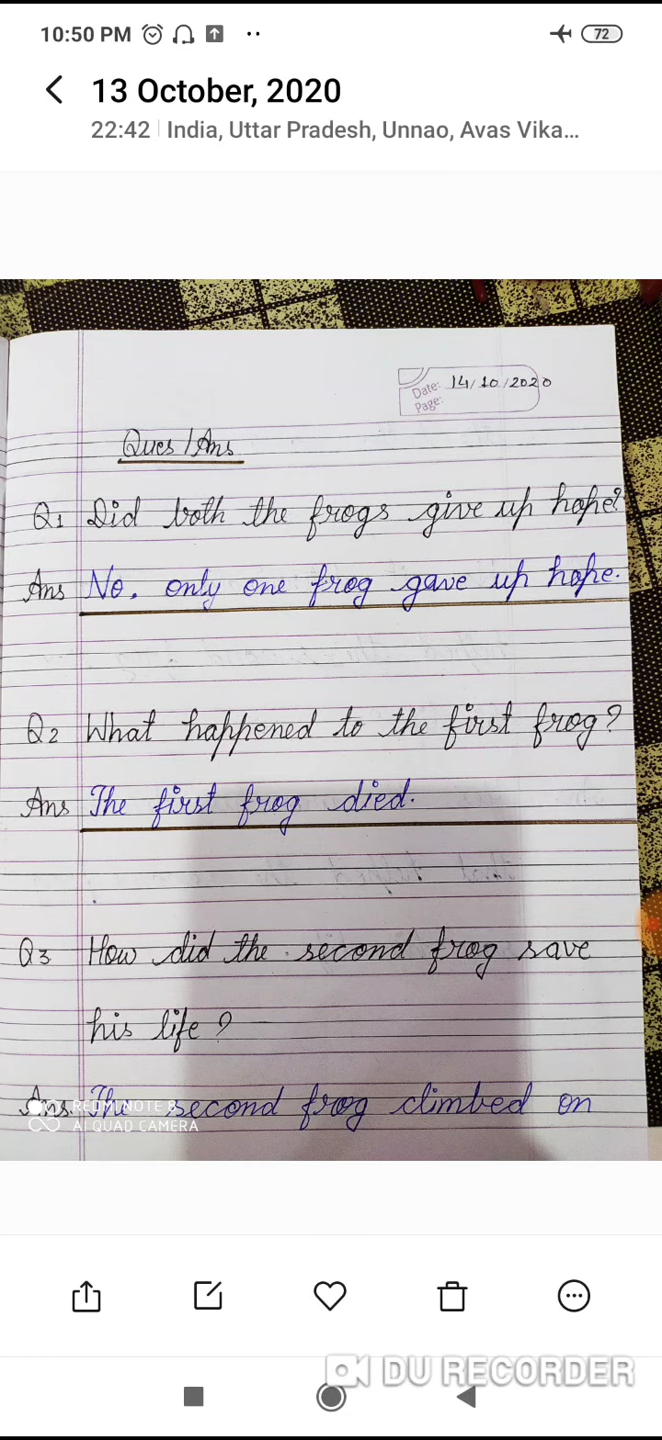 10:50 PM
72
13 October, 2020
22:42 India, Uttar Pradesh, Unnao, Avas Vika...
Date: 14/10/2020
Page:
Ques/Ans
Q1 Did both the frogs give up hope?
Ans No, only one frog gave up hope.
Q2 What happened to the first frog?
Ans The first frog died.
Q3 How did the second frog save
his life?
Ans. The second frog climbed on
REDMI NOTE 8
AI QUAD CAMERA
DU RECORDER